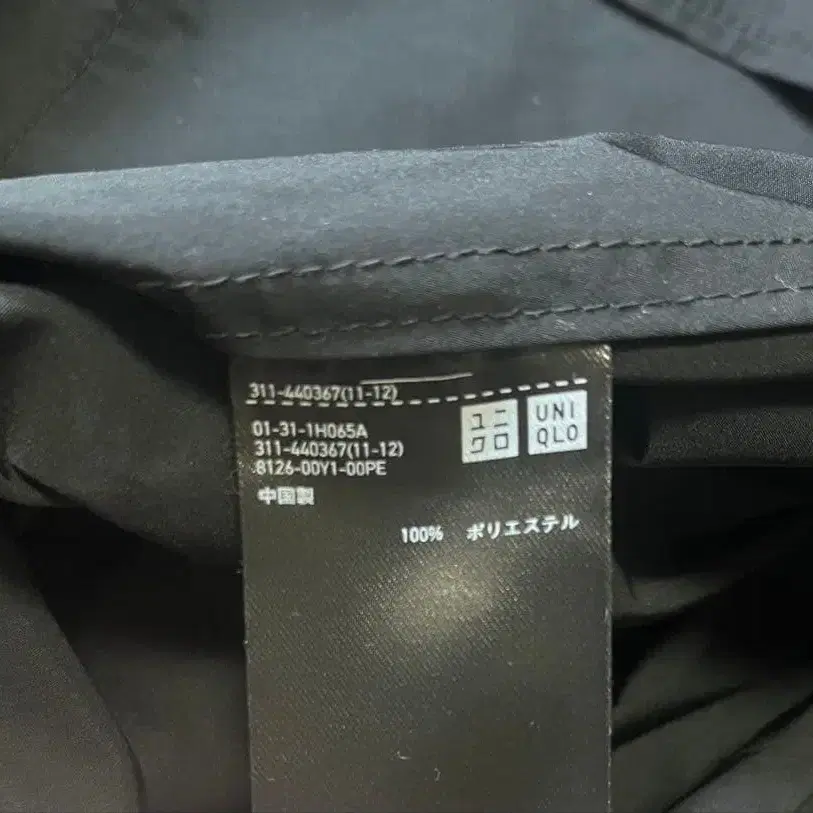 311-440367(11-12)
01-31-1H065A
311-440367(11-12)
8126-00Y1-00PE
中国製
ユニ
クロ
UNI
QLO
100% ポリエステル